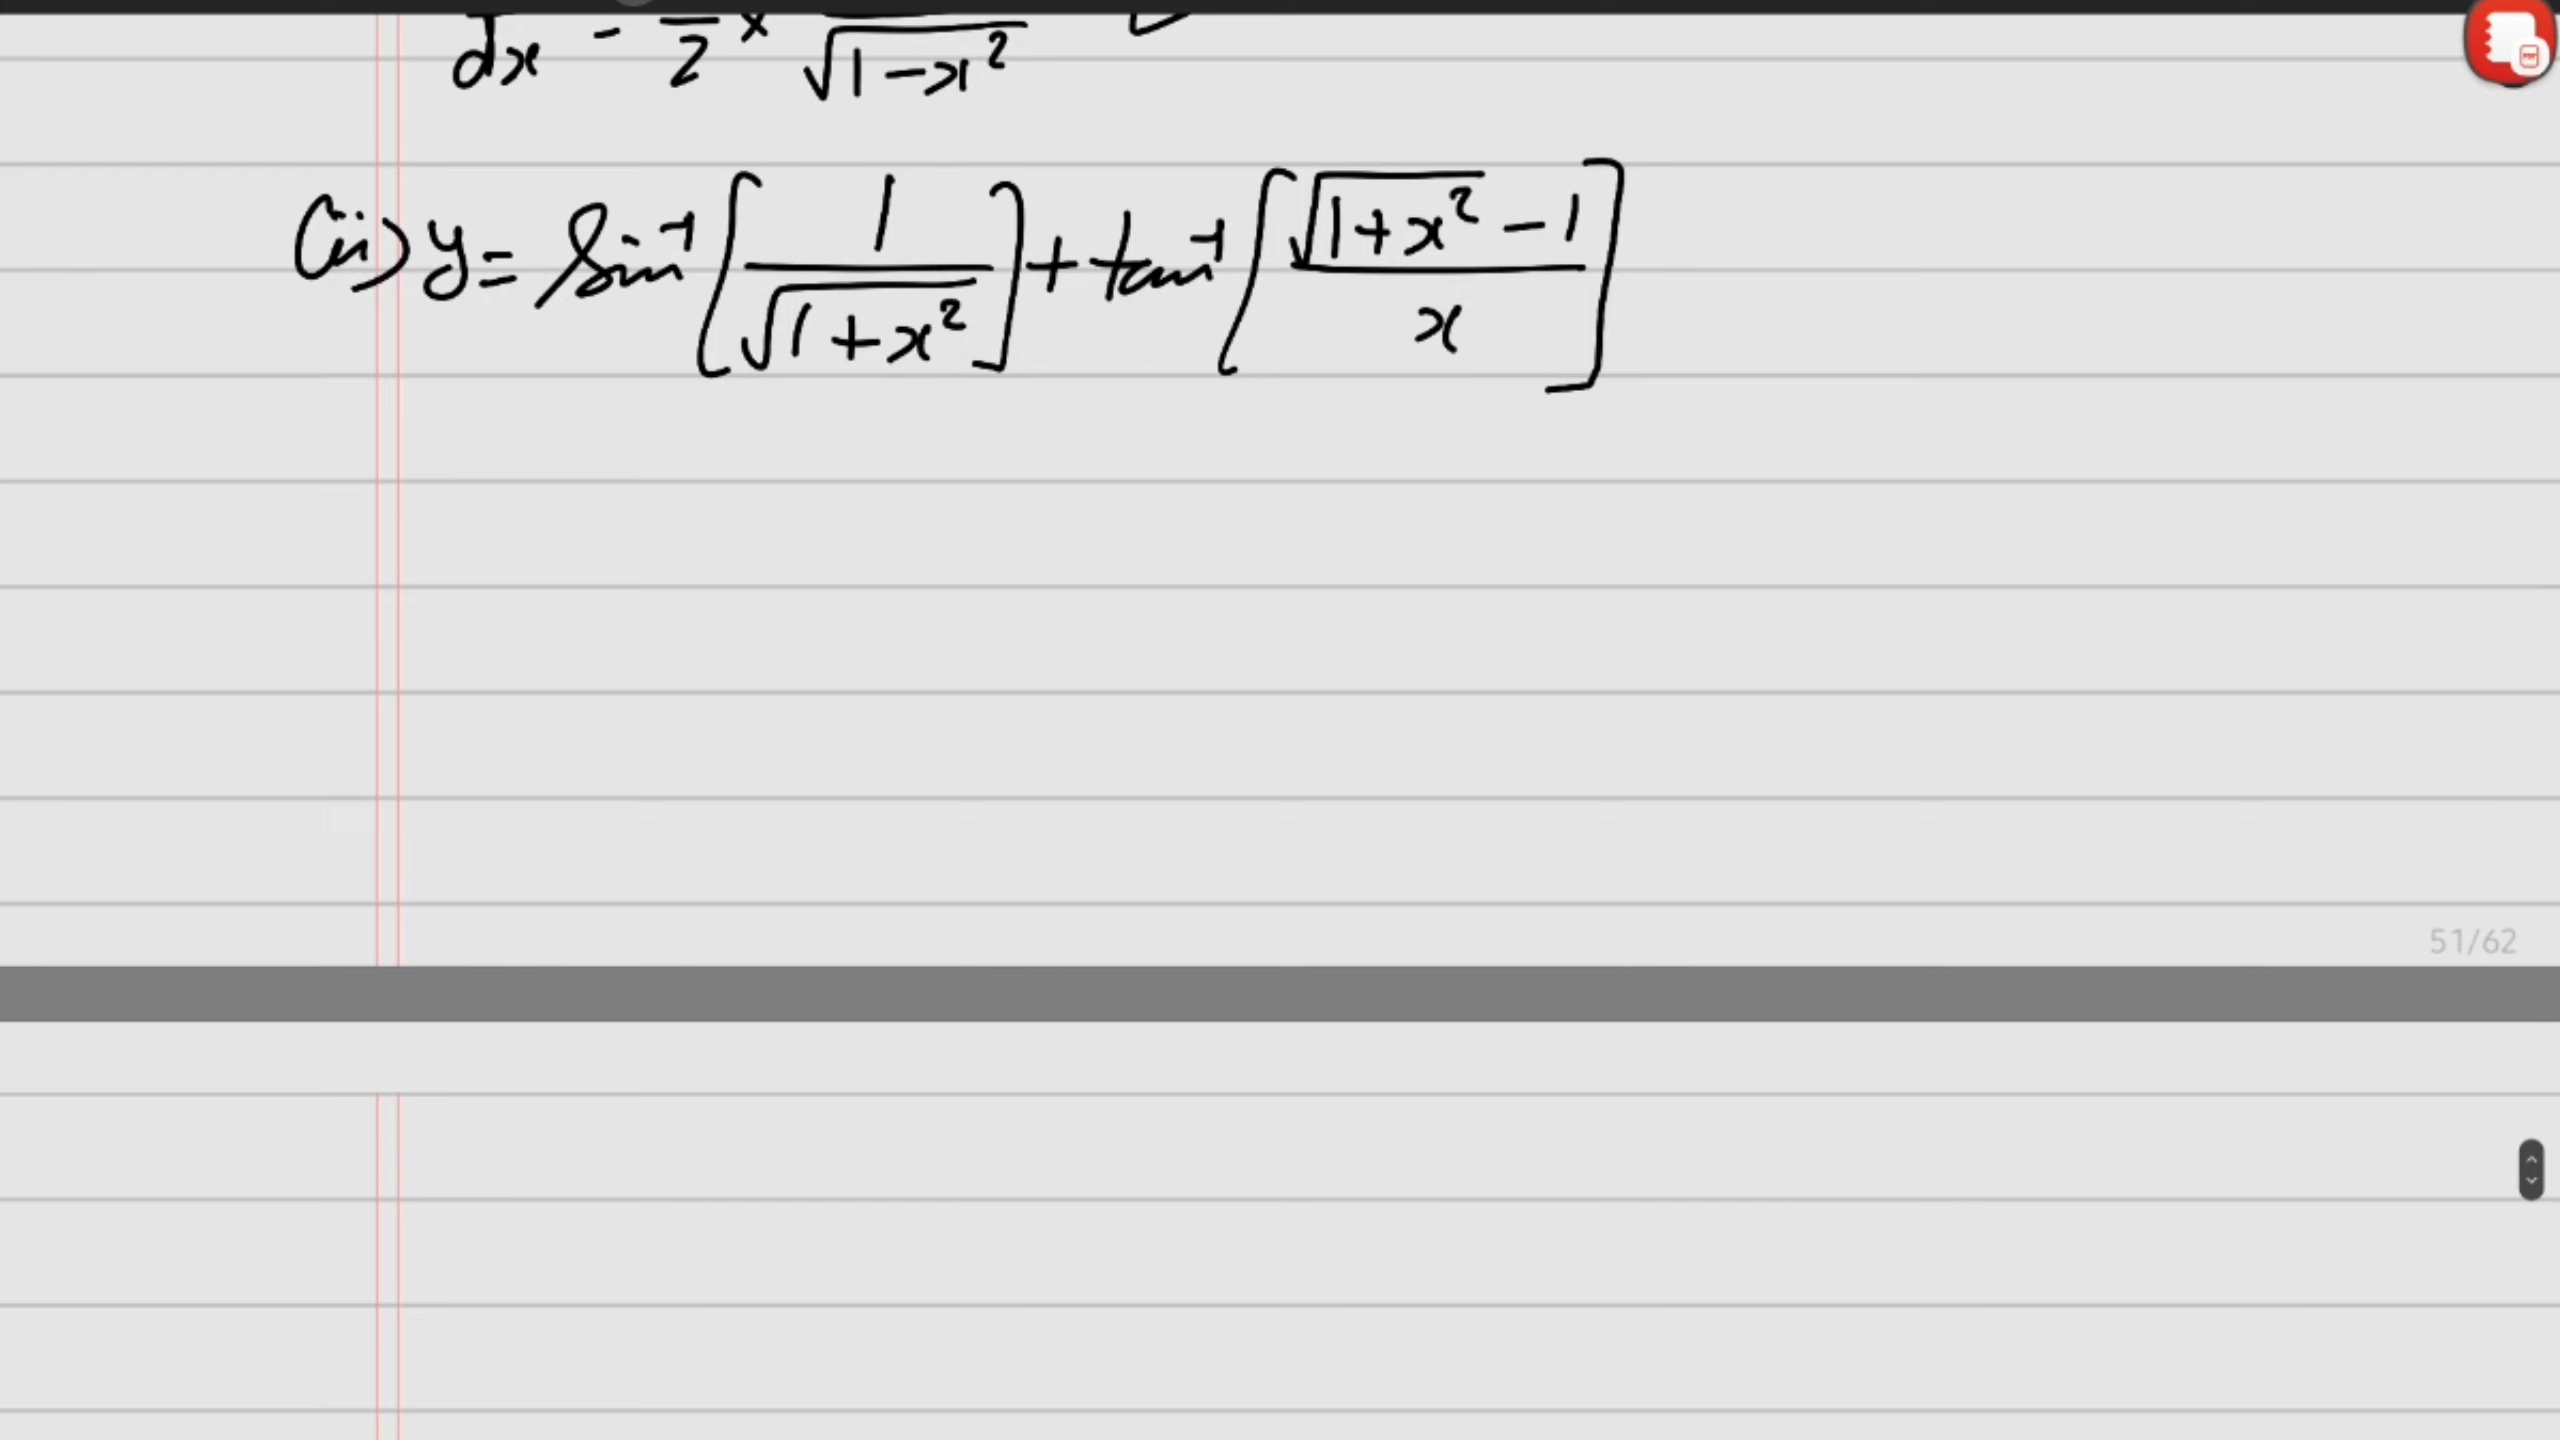 dx = 2 × √1-x²
(ii) y = Sin⁻¹[1/√1+x²] + tan⁻¹[√1+x² - 1/x]
51/62